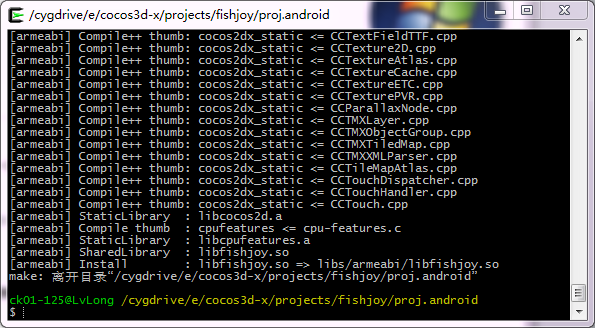 /cygdrive/e/cocos3d-x/projects/fishjoy/proj.android
[armeabi] Compile++ thumb: cocos2dx_static <= CCTextFieldTTF.cpp
[armeabi] Compile++ thumb: cocos2dx_static <= CCTexture2D.cpp
[armeabi] Compile++ thumb: cocos2dx_static <= CCTextureAtlas.cpp
[armeabi] Compile++ thumb: cocos2dx_static <= CCTextureCache.cpp
[armeabi] Compile++ thumb: cocos2dx_static <= CCTextureETC.cpp
[armeabi] Compile++ thumb: cocos2dx_static <= CCTexturePVR.cpp
[armeabi] Compile++ thumb: cocos2dx_static <= CCParallaxNode.cpp
[armeabi] Compile++ thumb: cocos2dx_static <= CCTMXLayer.cpp
[armeabi] Compile++ thumb: cocos2dx_static <= CCTMXObjectGroup.cpp
[armeabi] Compile++ thumb: cocos2dx_static <= CCTMXTiledMap.cpp
[armeabi] Compile++ thumb: cocos2dx_static <= CCTMXXMLParser.cpp
[armeabi] Compile++ thumb: cocos2dx_static <= CCTileMapAtlas.cpp
[armeabi] Compile++ thumb: cocos2dx_static <= CCTouchDispatcher.cpp
[armeabi] Compile++ thumb: cocos2dx_static <= CCTouchHandler.cpp
[armeabi] Compile++ thumb: cocos2dx_static <= CCTouch.cpp
[armeabi] StaticLibrary  : libcocos2d.a
[armeabi] Compile thumb  : cpufeatures <= cpu-features.c
[armeabi] StaticLibrary  : libcpufeatures.a
[armeabi] SharedLibrary  : libfishjoy.so
[armeabi] Install        : libfishjoy.so => libs/armeabi/libfishjoy.so
make: 离开目录“/cygdrive/e/cocos3d-x/projects/fishjoy/proj.android”
ck01-125@LvLong /cygdrive/e/cocos3d-x/projects/fishjoy/proj.android
$